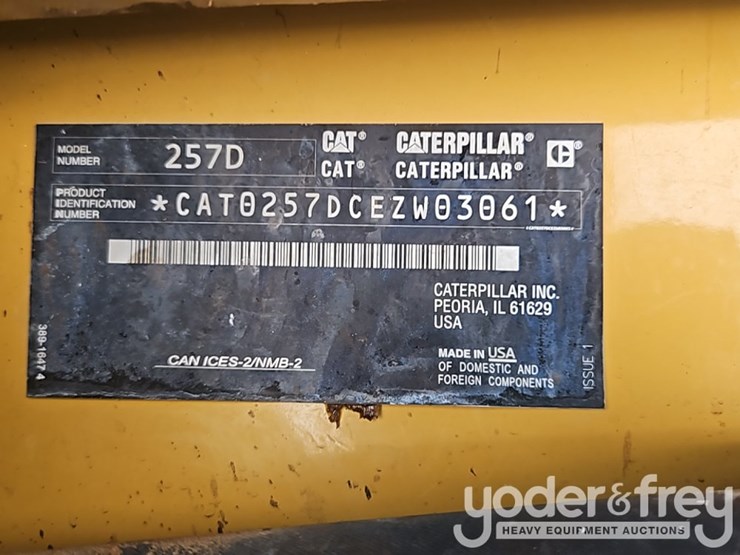 MODEL NUMBER 257D
CAT® CATERPILLAR®
CAT® CATERPILLAR®
PRODUCT IDENTIFICATION NUMBER *CAT0257DCEZW03061*
CATERPILLAR INC.
PEORIA, IL 61629
USA
CAN ICES-2/NMB-2
MADE IN USA
OF DOMESTIC AND
FOREIGN COMPONENTS
389-1647 4
ISSUE 1
yoder&frey
HEAVY EQUIPMENT AUCTIONS